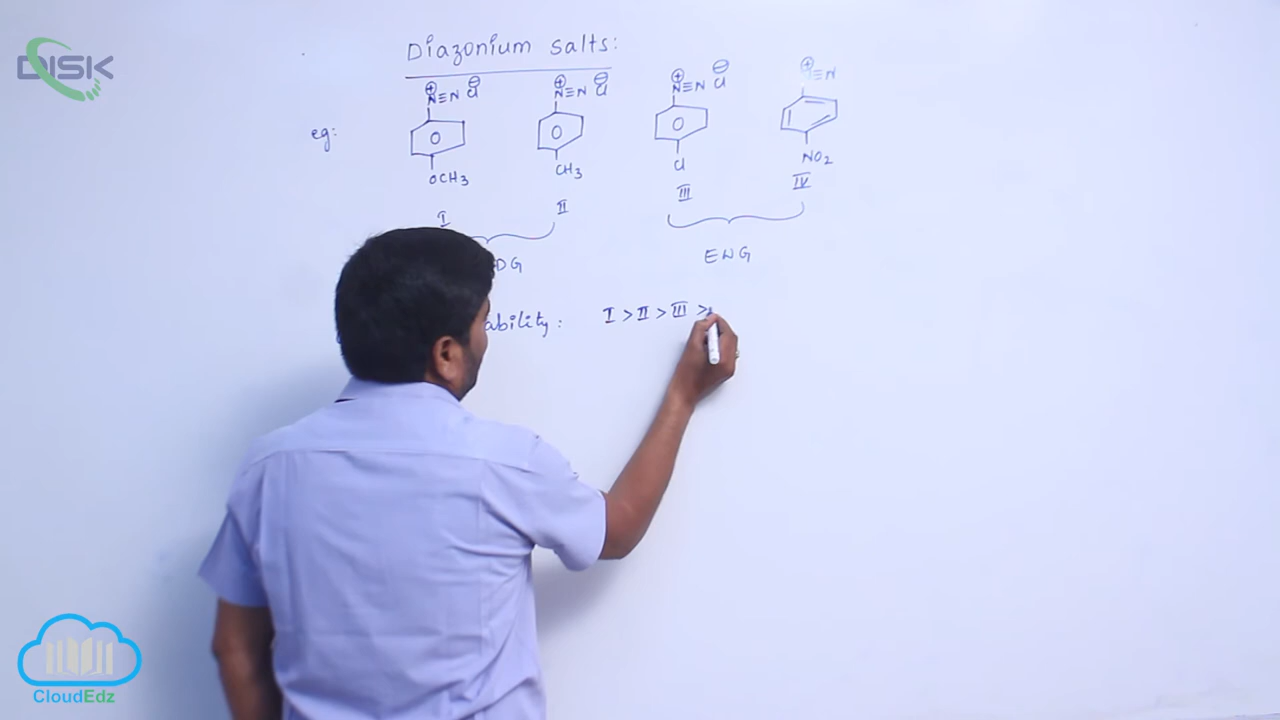 DISK
Diazonium salts:
eg:
⊕ N≡N Cl ⊖
⊕ N≡N Cl ⊖
⊕ N≡N Cl ⊖
⊕ ≡N
OCH3
CH3
Cl
NO2
I
II
III
IV
DG
EWG
ability: I > II > III >
CloudEdz